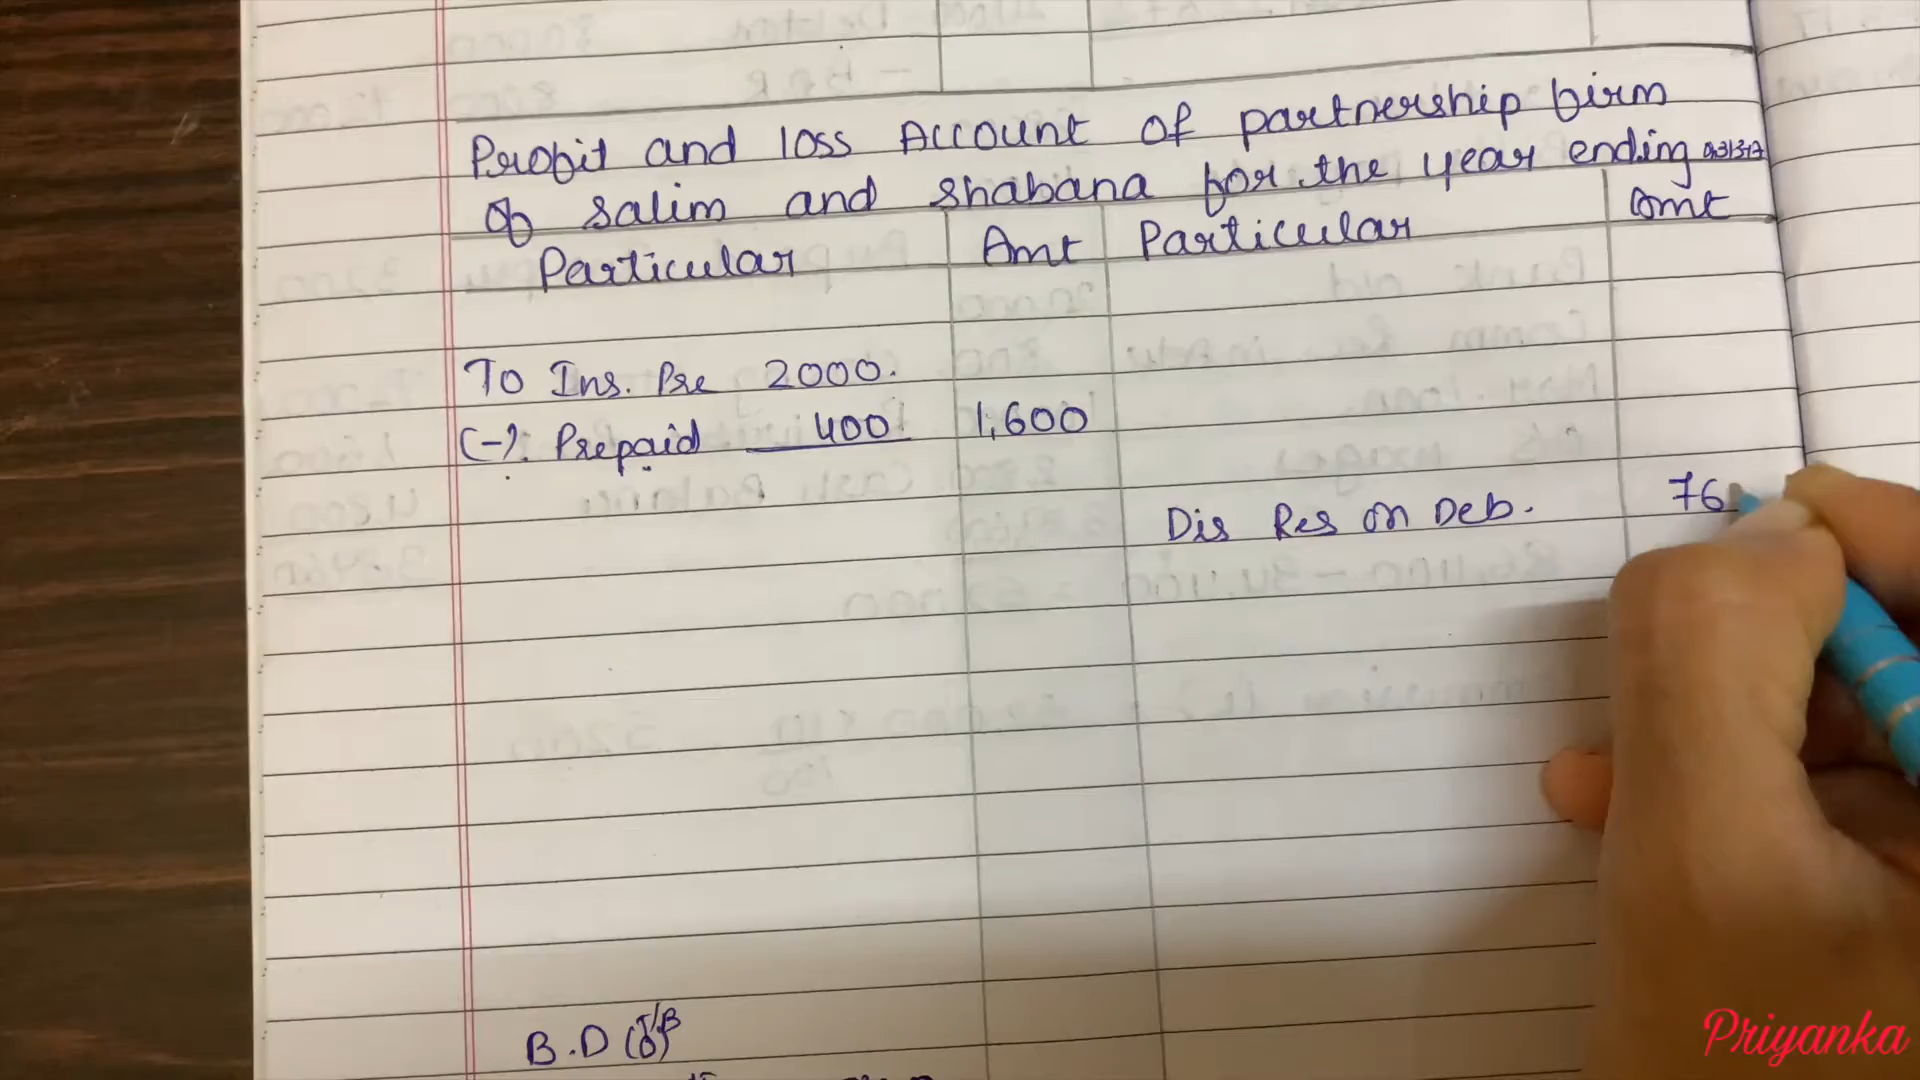 Profit and loss Account of partnership firm
of salim and shabana for the year ending
Particular Amt Particular Amt
To Ins. Pre 2000.
(-). Prepaid 400 1,600
Dis Res on Deb. 76
B.D
Priyanka